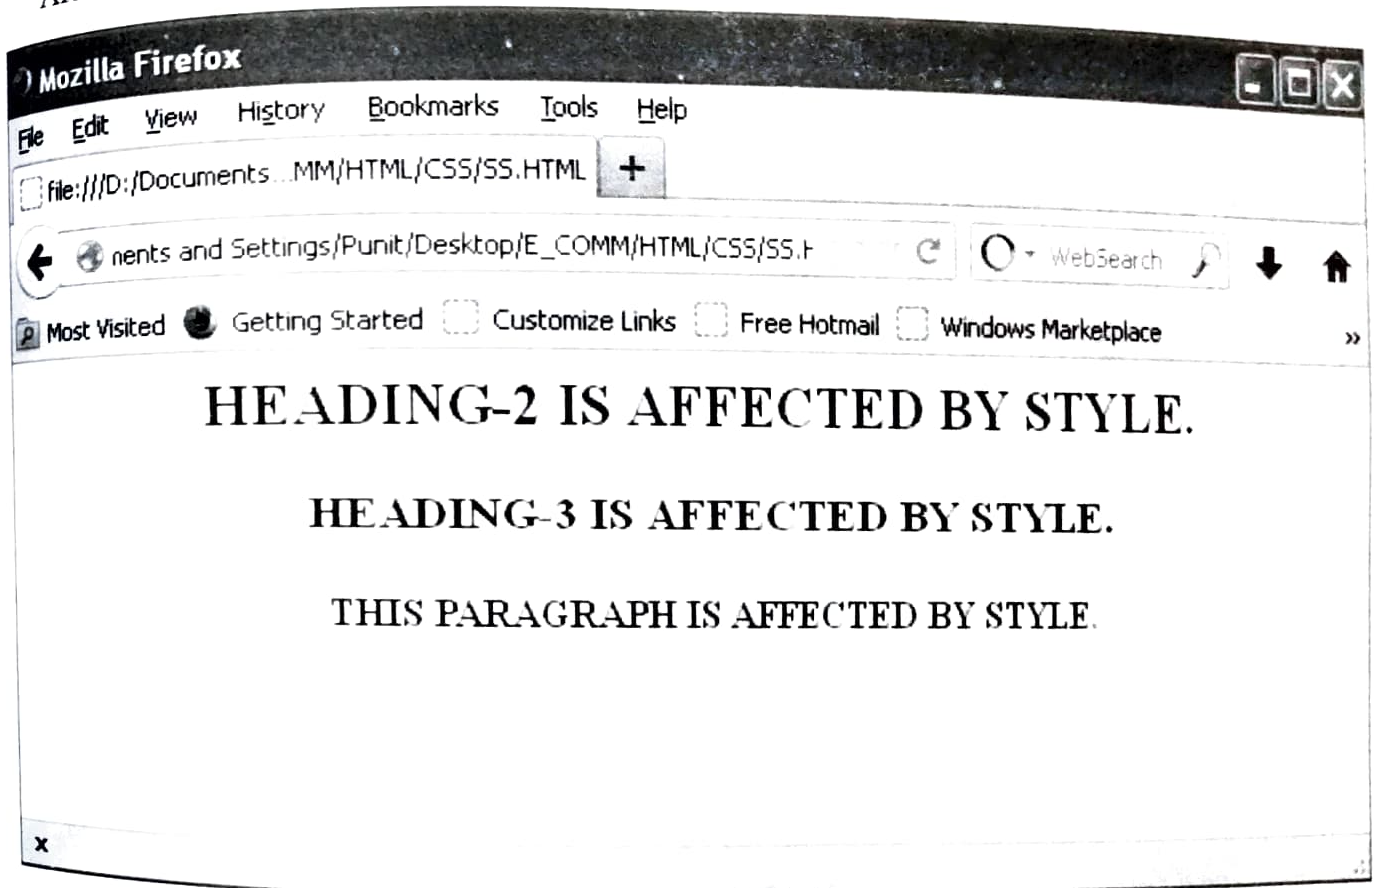 Mozilla Firefox
File Edit View History Bookmarks Tools Help
file:///D:/Documents...MM/HTML/CSS/SS.HTML +
nents and Settings/Punit/Desktop/E_COMM/HTML/CSS/SS.H WebSearch
Most Visited Getting Started Customize Links Free Hotmail Windows Marketplace »
HEADING-2 IS AFFECTED BY STYLE.
HEADING-3 IS AFFECTED BY STYLE.
THIS PARAGRAPH IS AFFECTED BY STYLE.
x